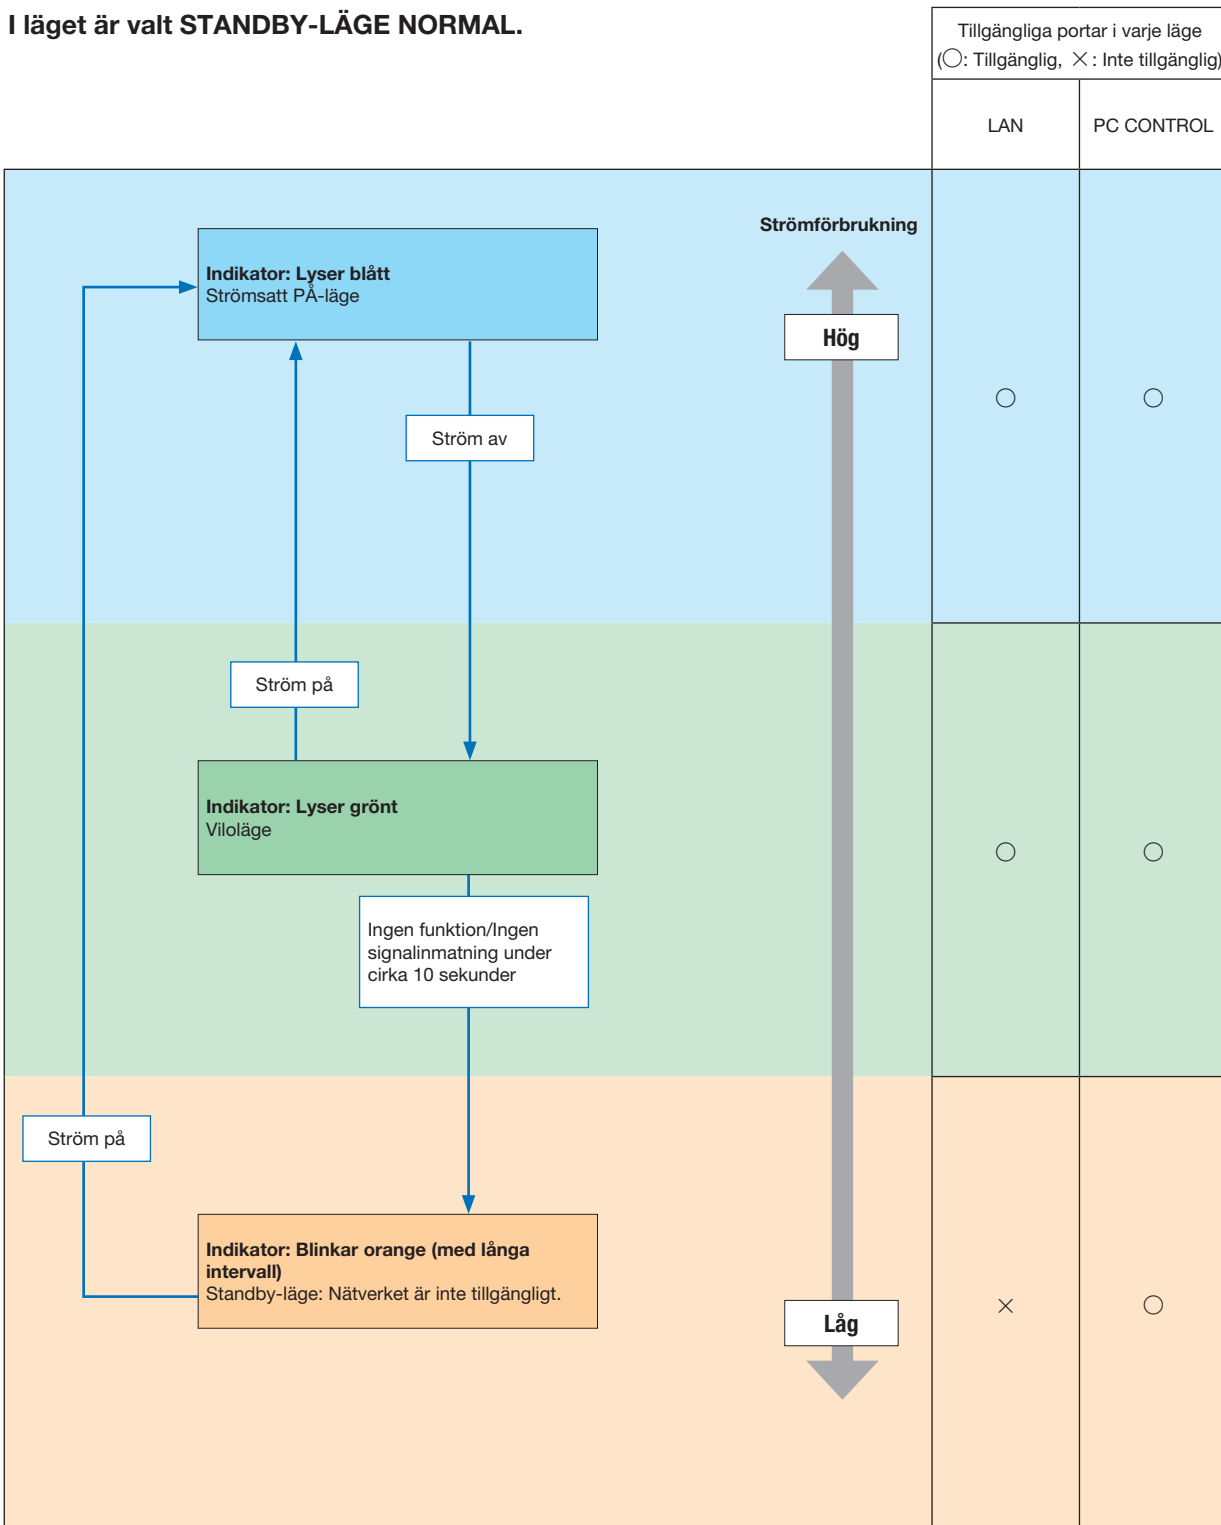 I läget är valt STANDBY-LÄGE NORMAL.
Tillgängliga portar i varje läge
(○: Tillgänglig, ×: Inte tillgänglig)
LAN
PC CONTROL
Strömförbrukning
Indikator: Lyser blått
Strömsatt PÅ-läge
Hög
○
○
Ström av
Ström på
Indikator: Lyser grönt
Viloläge
○
○
Ingen funktion/Ingen
signalinmatning under
cirka 10 sekunder
Ström på
Indikator: Blinkar orange (med långa
intervall)
Standby-läge: Nätverket är inte tillgängligt.
Låg
×
○